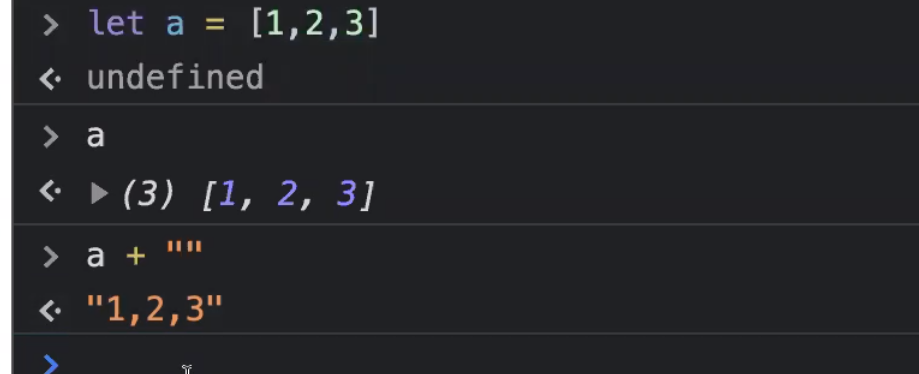 > let a = [1,2,3]
undefined
> a
(3) [1, 2, 3]
> a + ""
"1,2,3"
>